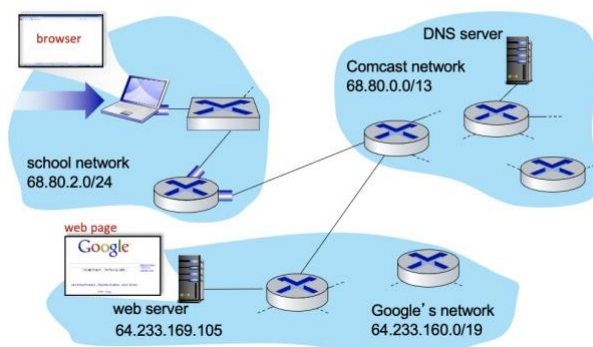 browser
school network
68.80.2.0/24
DNS server
Comcast network
68.80.0.0/13
web page
Google
web server
64.233.169.105
Google's network
64.233.160.0/19